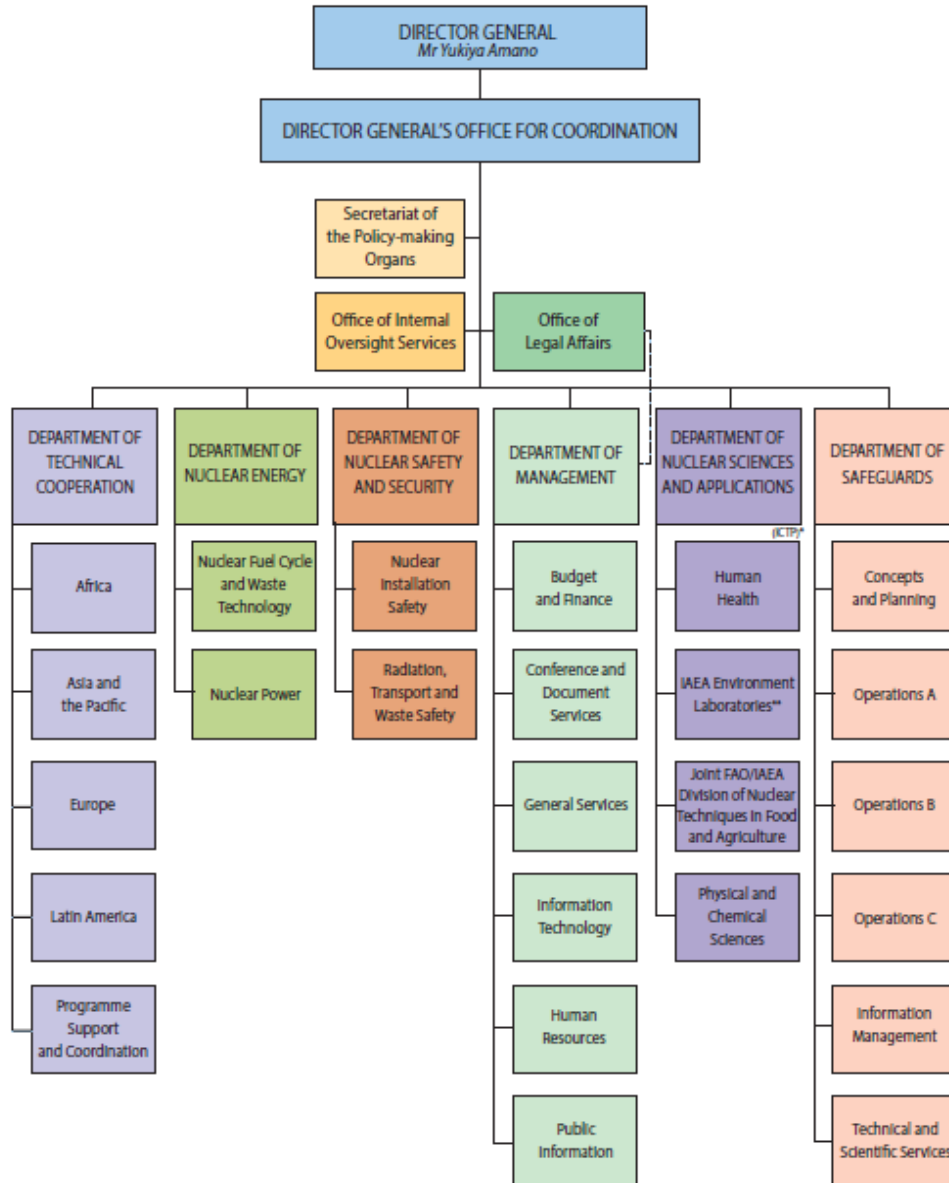 DIRECTOR GENERAL
Mr Yukiya Amano
DIRECTOR GENERAL'S OFFICE FOR COORDINATION
Secretariat of
the Policy-making
Organs
Office of Internal
Oversight Services
Office of
Legal Affairs
DEPARTMENT OF
TECHNICAL
COOPERATION
DEPARTMENT OF
NUCLEAR ENERGY
DEPARTMENT OF
NUCLEAR SAFETY
AND SECURITY
DEPARTMENT OF
MANAGEMENT
DEPARTMENT OF
NUCLEAR SCIENCES
AND APPLICATIONS
(ICTP)*
DEPARTMENT OF
SAFEGUARDS
Africa
Asia and
the Pacific
Europe
Latin America
Programme
Support
and Coordination
Nuclear Fuel Cycle
and Waste
Technology
Nuclear Power
Nuclear
Installation
Safety
Radiation,
Transport and
Waste Safety
Budget
and Finance
Conference and
Document
Services
General Services
Information
Technology
Human
Resources
Public
Information
Human
Health
IAEA Environment
Laboratories**
Joint FAO/IAEA
Division of Nuclear
Techniques in Food
and Agriculture
Physical and
Chemical
Sciences
Concepts
and Planning
Operations A
Operations B
Operations C
Information
Management
Technical and
Scientific Services